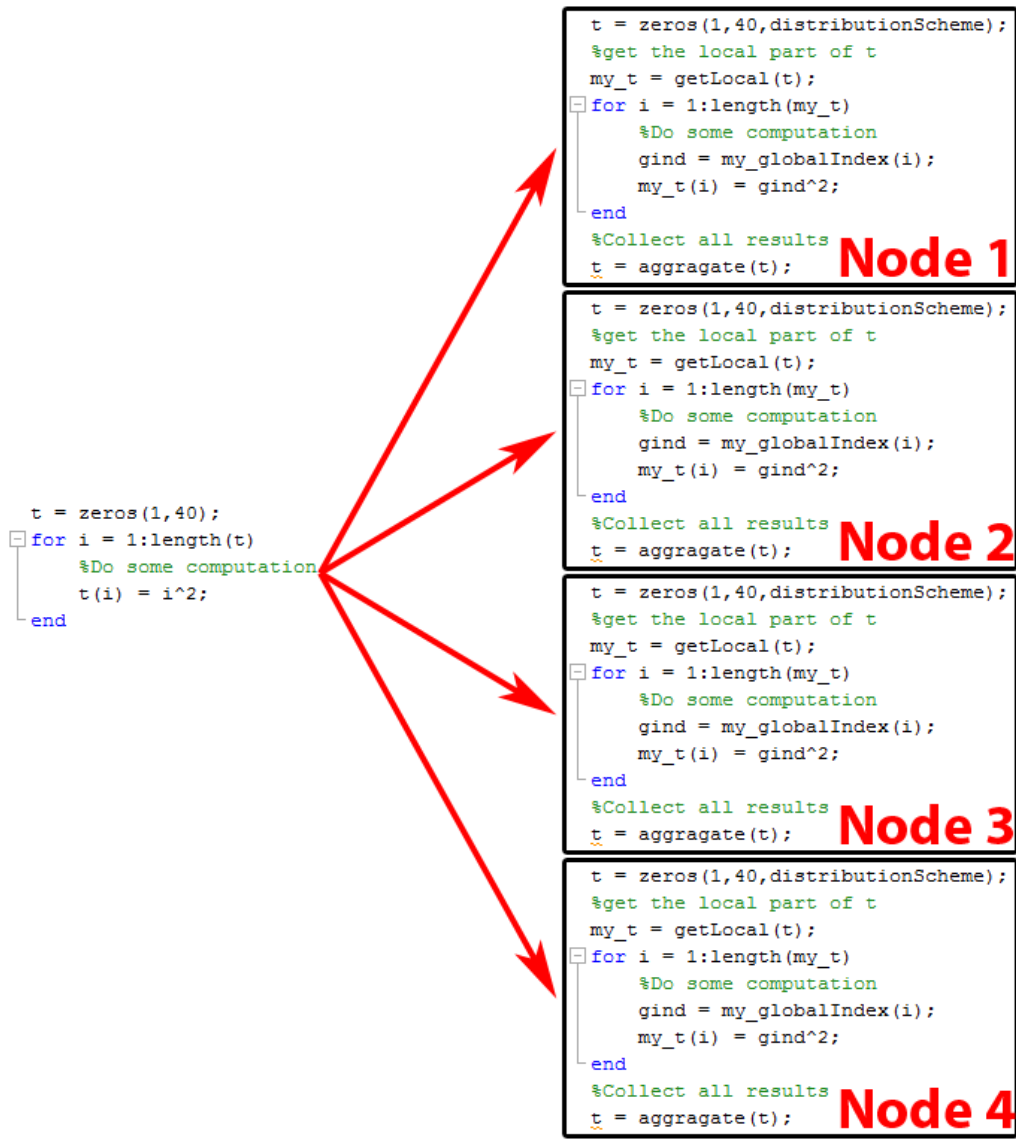 t = zeros(1,40);
for i = 1:length(t)
%Do some computation
t(i) = i^2;
end
t = zeros(1,40,distributionScheme);
%get the local part of t
my_t = getLocal(t);
for i = 1:length(my_t)
%Do some computation
gind = my_globalIndex(i);
my_t(i) = gind^2;
end
%Collect all results
t = aggragate(t);
Node 1
t = zeros(1,40,distributionScheme);
%get the local part of t
my_t = getLocal(t);
for i = 1:length(my_t)
%Do some computation
gind = my_globalIndex(i);
my_t(i) = gind^2;
end
%Collect all results
t = aggragate(t);
Node 2
t = zeros(1,40,distributionScheme);
%get the local part of t
my_t = getLocal(t);
for i = 1:length(my_t)
%Do some computation
gind = my_globalIndex(i);
my_t(i) = gind^2;
end
%Collect all results
t = aggragate(t);
Node 3
t = zeros(1,40,distributionScheme);
%get the local part of t
my_t = getLocal(t);
for i = 1:length(my_t)
%Do some computation
gind = my_globalIndex(i);
my_t(i) = gind^2;
end
%Collect all results
t = aggragate(t);
Node 4